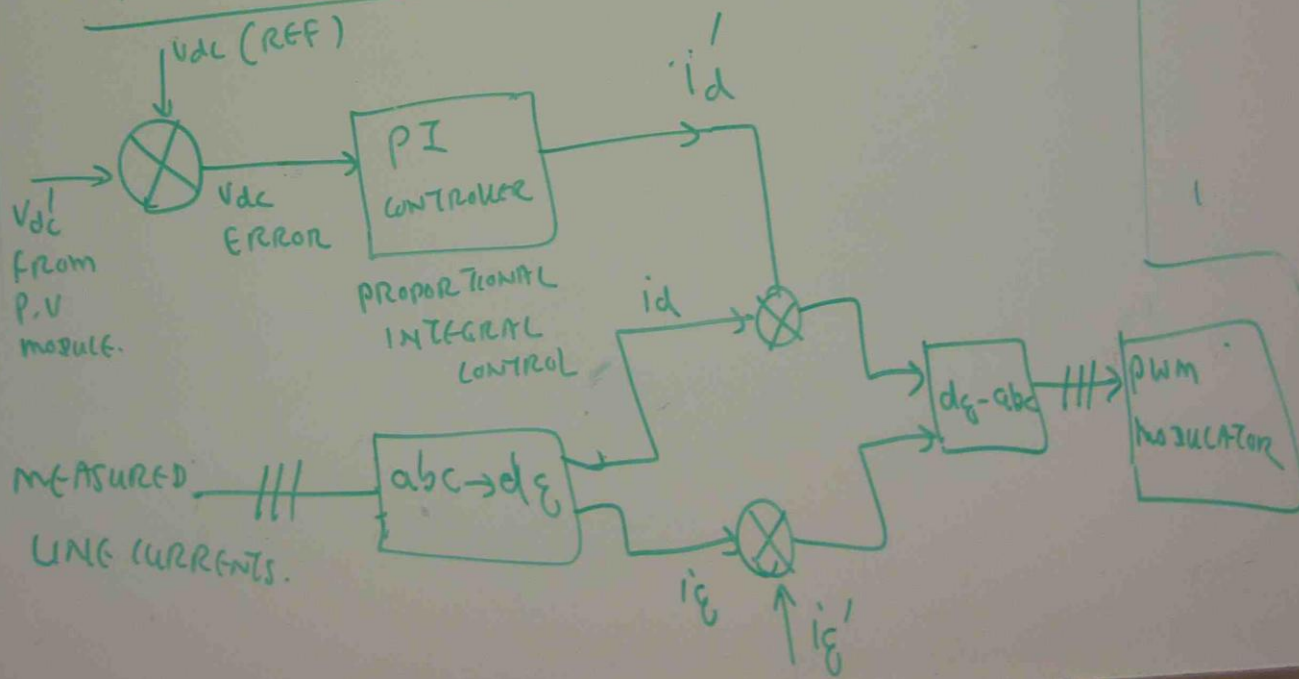 Vdc (REF)
id'
PI
CONTROLLER
Vdc'
FROM
P.V
MODULE.
Vdc
ERROR
PROPORTIONAL
INTEGRAL
CONTROL
id
dq-abc
PWM
MODULATOR
MEASURED
LINE CURRENTS.
abc→dq
iq
iq'